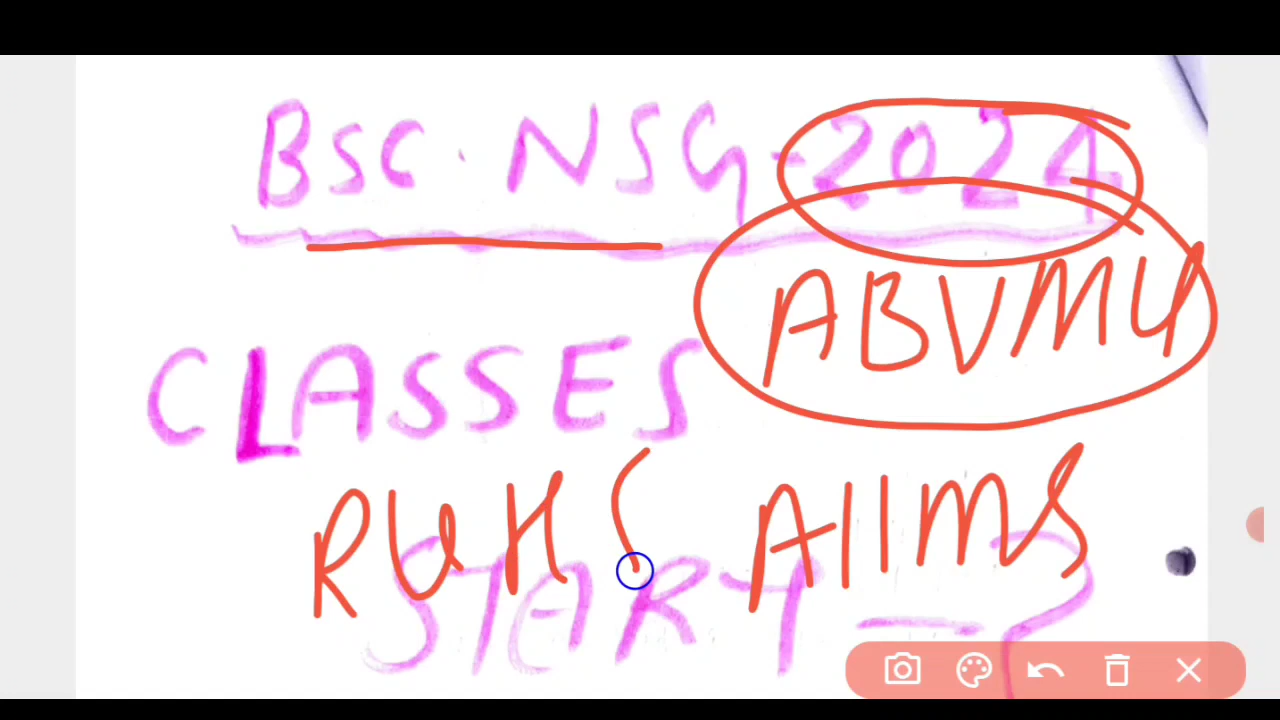 BSC. NSG-2024
ABVMU
CLASSES
RUHS AIIMS
START -